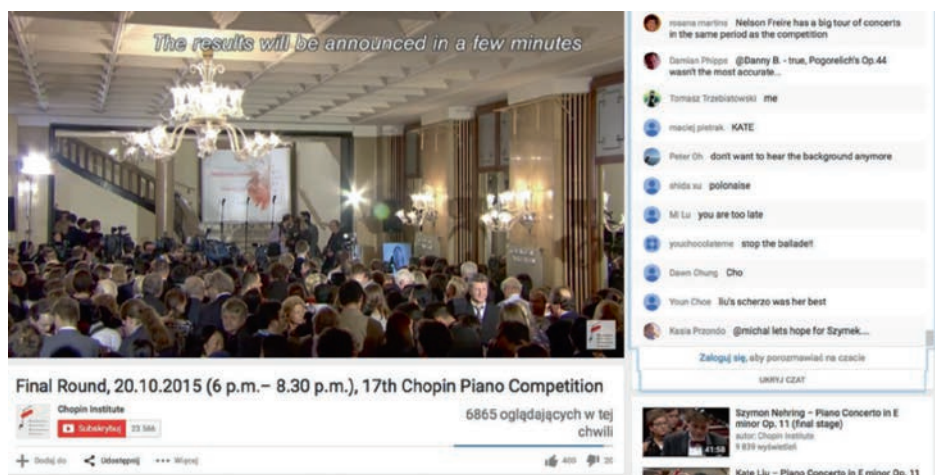 The results will be announced in a few minutes
Final Round, 20.10.2015 (6 p.m.– 8.30 p.m.), 17th Chopin Piano Competition
Chopin Institute
Subskrybuj 23 566
6865 oglądających w tej
chwili
Dodaj do Udostępnij Więcej
400 20
rosana martins Nelson Freire has a big tour of concerts
in the same period as the competition
Damian Phipps @Danny B. - true, Pogorelich's Op.44
wasn't the most accurate...
Tomasz Trzebiatowski me
maciej pietrak KATE
Peter Oh don't want to hear the background anymore
shida xu polonaise
Mi Lu you are too late
youchocolateme stop the ballade!!
Dawn Chung Cho
Youn Choe liu's scherzo was her best
Kasia Przondo @michal lets hope for Szymek....
Zaloguj się, aby porozmawiać na czacie
UKRYJ CZAT
41:58
Szymon Nehring – Piano Concerto in E
minor Op. 11 (final stage)
autor: Chopin Institute
9 839 wyświetleń
Kate Liu – Piano Concerto in E minor Op. 11